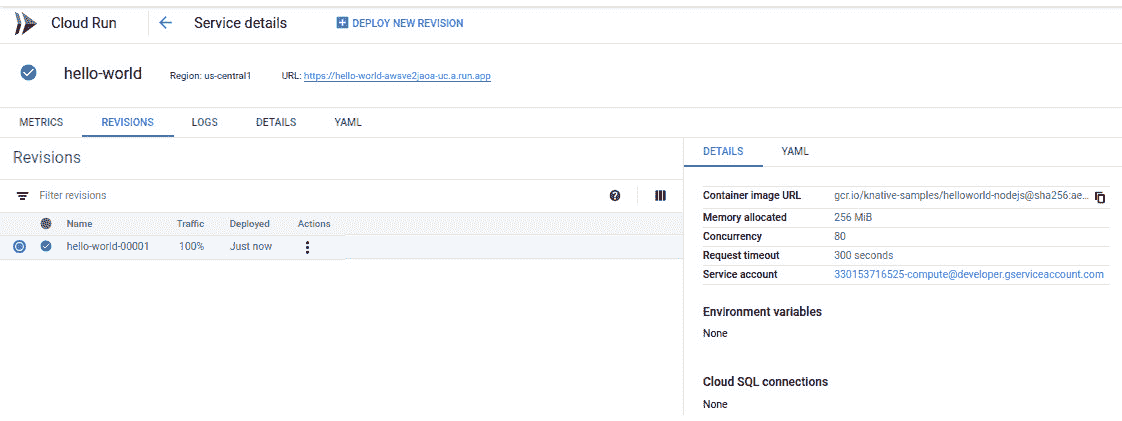 Cloud Run
Service details
DEPLOY NEW REVISION
hello-world
Region: us-central1
URL: https://hello-world-awsve2jaoa-uc.a.run.app
METRICS
REVISIONS
LOGS
DETAILS
YAML
Revisions
Filter revisions
Name Traffic Deployed Actions
hello-world-00001 100% Just now
DETAILS
YAML
Container image URL gcr.io/knative-samples/helloworld-nodejs@sha256:ae...
Memory allocated 256 MiB
Concurrency 80
Request timeout 300 seconds
Service account 330153716525-compute@developer.gserviceaccount.com
Environment variables
None
Cloud SQL connections
None